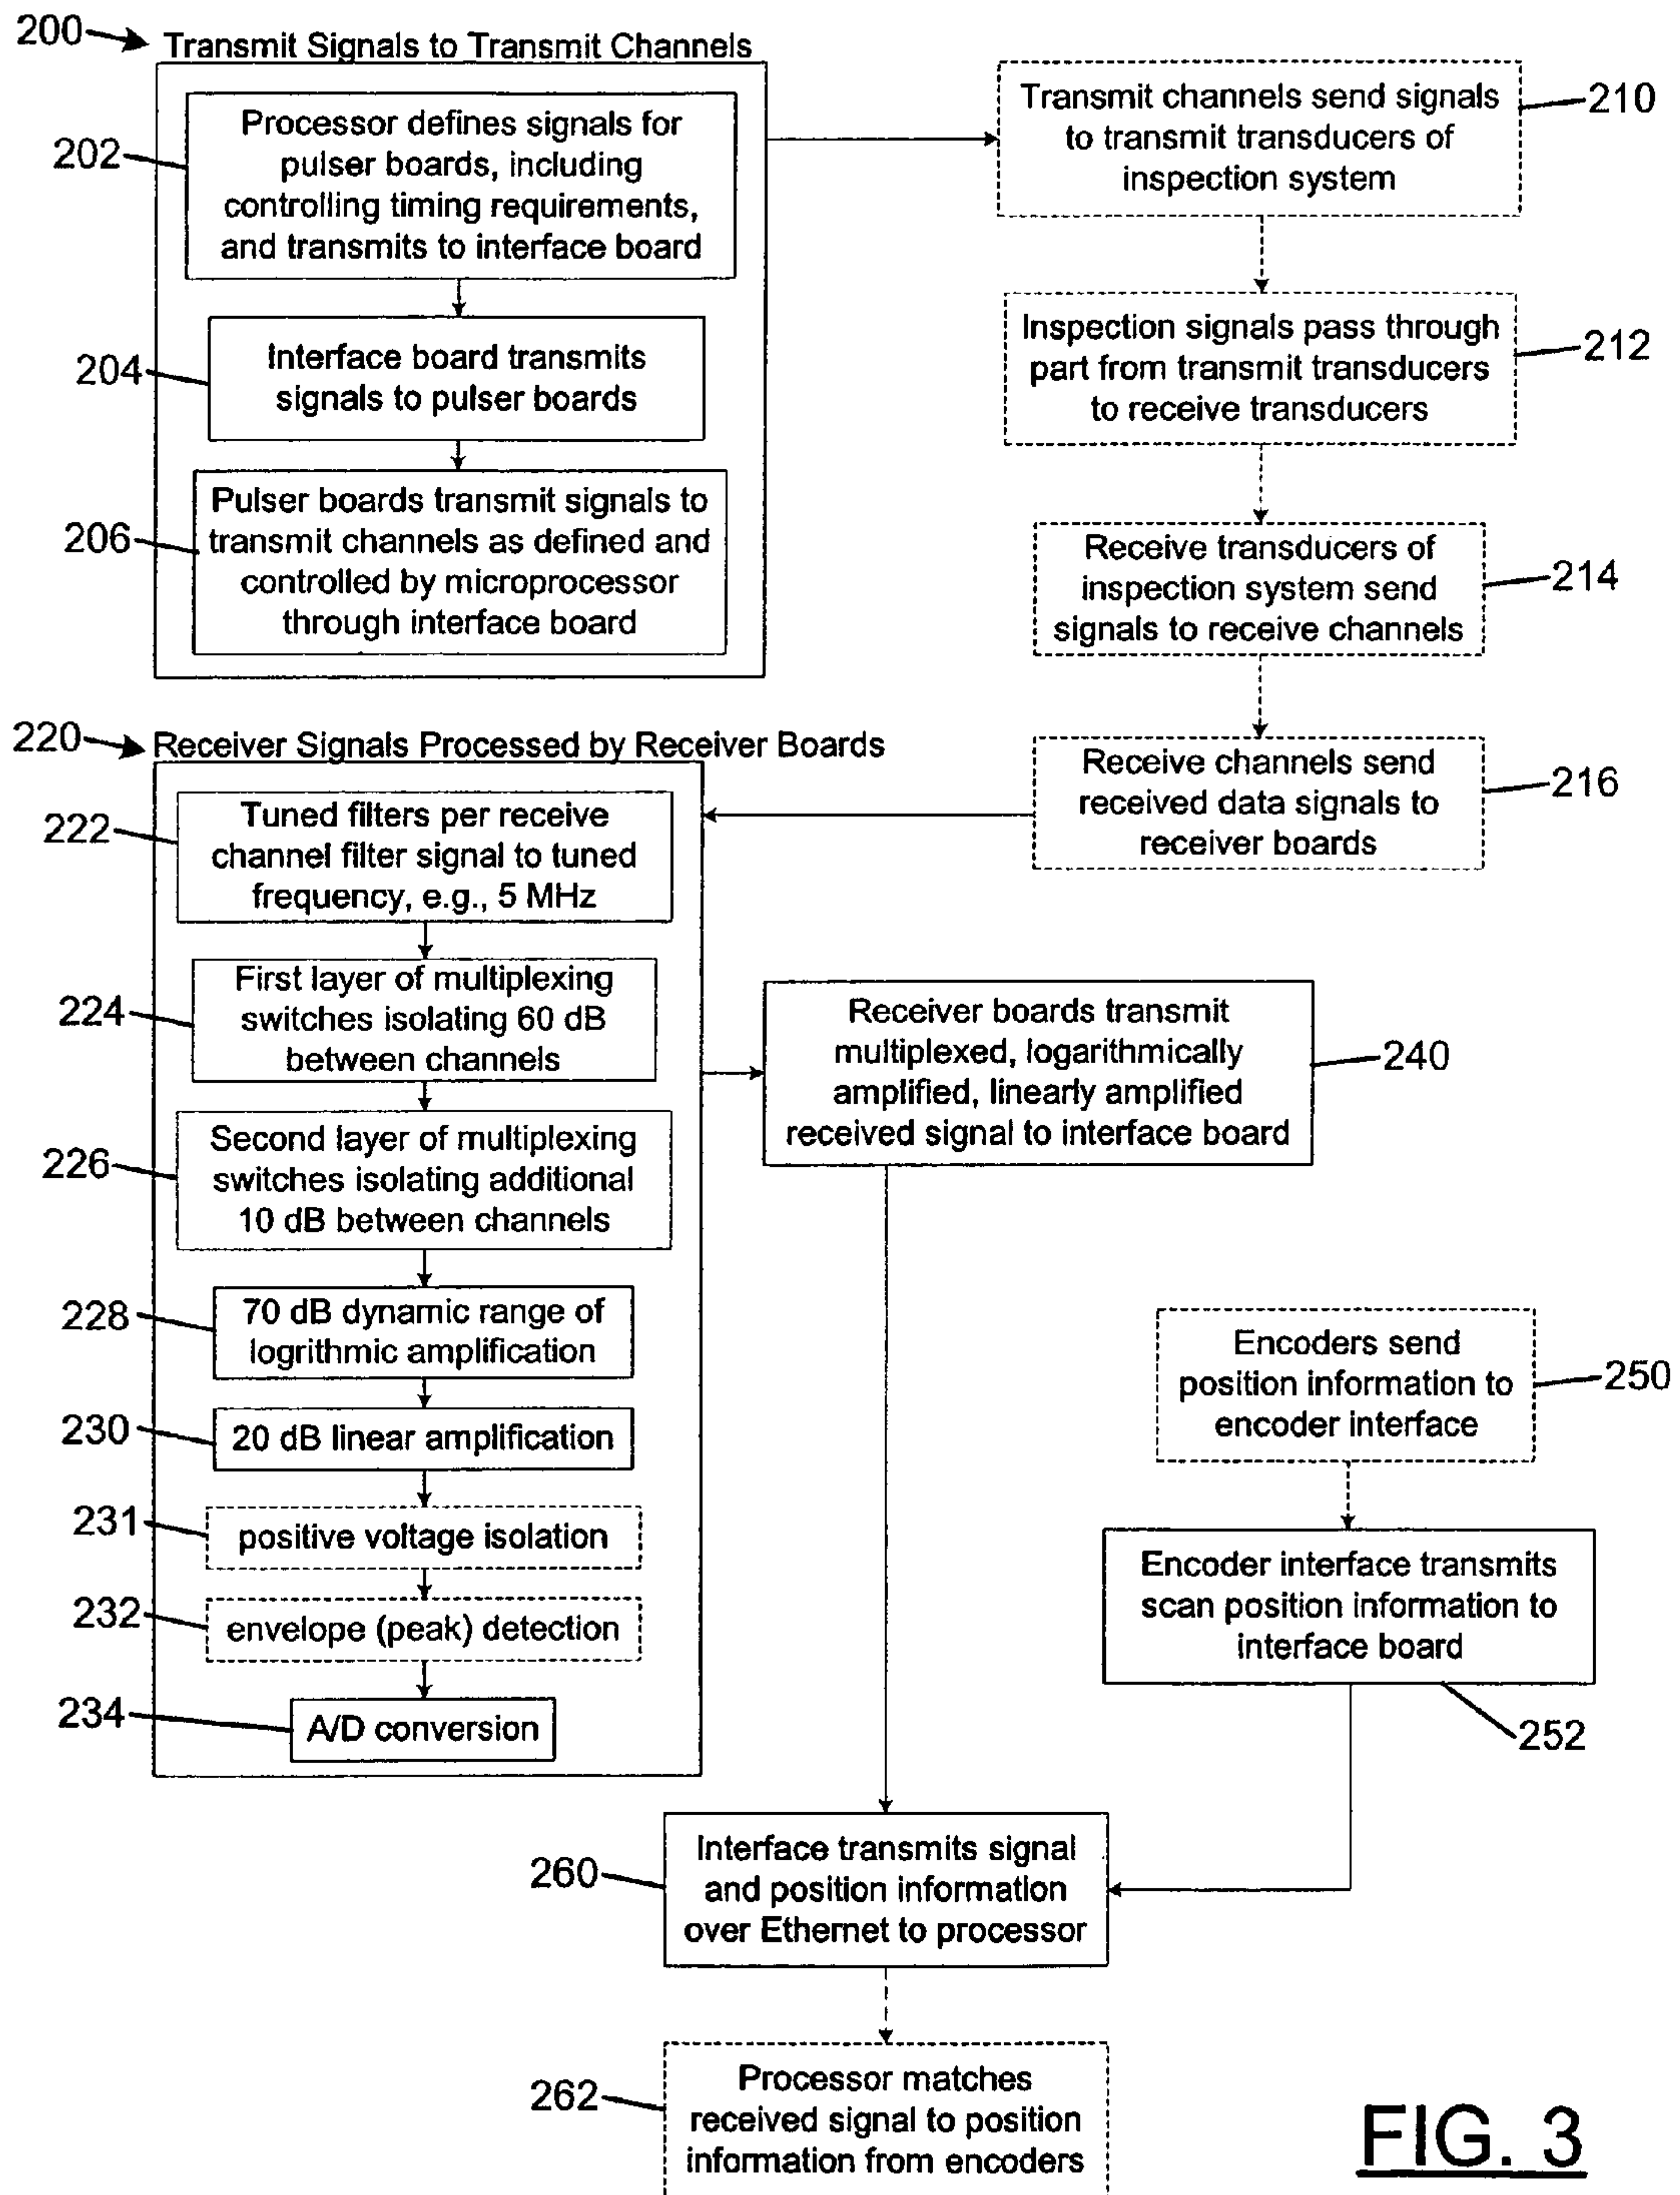 200
Transmit Signals to Transmit Channels
202
Processor defines signals for
pulser boards, including
controlling timing requirements,
and transmits to interface board
204
Interface board transmits
signals to pulser boards
206
Pulser boards transmit signals to
transmit channels as defined and
controlled by microprocessor
through interface board
Transmit channels send signals
to transmit transducers of
inspection system
210
Inspection signals pass through
part from transmit transducers
to receive transducers
212
Receive transducers of
inspection system send
signals to receive channels
214
Receive channels send
received data signals to
receiver boards
216
220
Receiver Signals Processed by Receiver Boards
222
Tuned filters per receive
channel filter signal to tuned
frequency, e.g., 5 MHz
224
First layer of multiplexing
switches isolating 60 dB
between channels
226
Second layer of multiplexing
switches isolating additional
10 dB between channels
228
70 dB dynamic range of
logrithmic amplification
230
20 dB linear amplification
231
positive voltage isolation
232
envelope (peak) detection
234
A/D conversion
Receiver boards transmit
multiplexed, logarithmically
amplified, linearly amplified
received signal to interface board
240
Encoders send
position information to
encoder interface
250
Encoder interface transmits
scan position information to
interface board
252
260
Interface transmits signal
and position information
over Ethernet to processor
262
Processor matches
received signal to position
information from encoders
FIG. 3